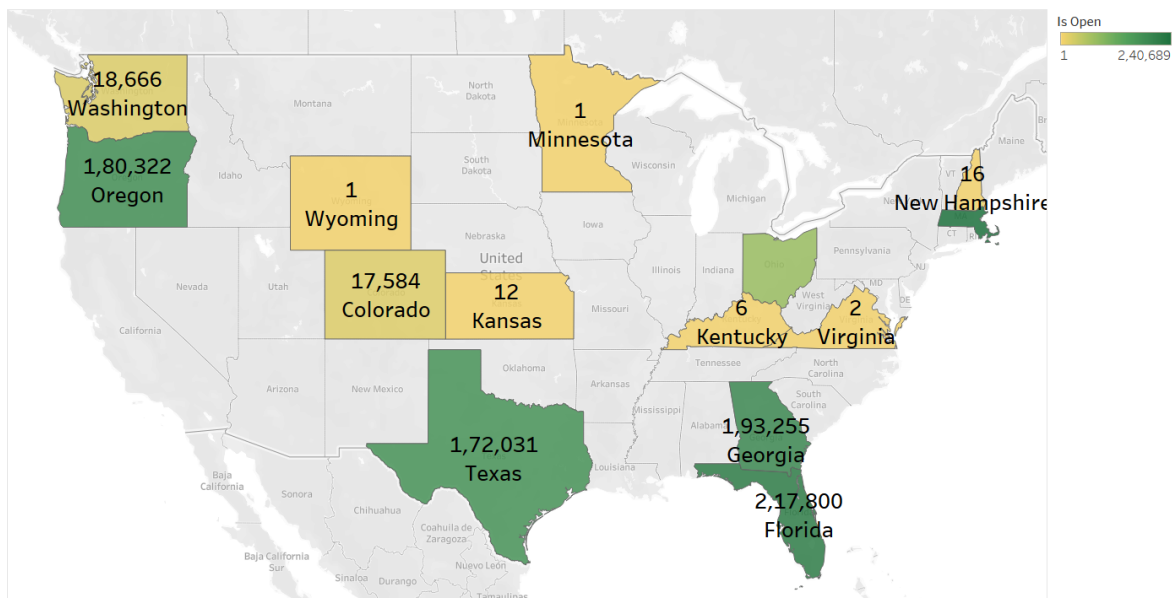 Is Open
1
2,40,689
18,666
Washington
1,80,322
Oregon
1
Wyoming
17,584
Colorado
12
Kansas
1
Minnesota
16
New Hampshire
6
Kentucky
2
Virginia
1,72,031
Texas
1,93,255
Georgia
2,17,800
Florida
Montana
North
Dakota
South
Dakota
Idaho
Wisconsin
Michigan
Iowa
Nebraska
United
Nevada
Utah
California
Illinois
Indiana
Ohio
Pennsylvania
VT
Maine
CT
NJ
MD
DE
West
Virginia
Missouri
Tennessee
North
Carolina
South
Carolina
Arizona
New Mexico
Oklahoma
Arkansas
Mississippi
Louisiana
Baja
California
Sonora
Chihuahua
Coahuila de
Zaragoza
Baja California
Sur
Sinaloa
Durango
Nuevo León
Tamaulipas